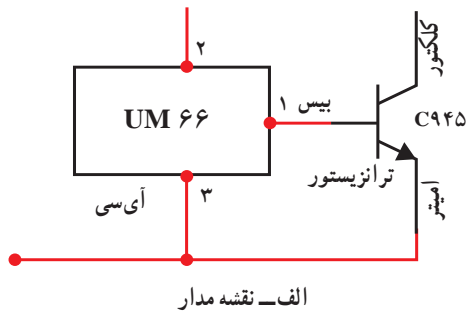 ۲
کلکتور
۱ بیس
UM ۶۶
C۹۴۵
ترانزیستور
۳
آی‌سی
امیتر
الف ــ نقشه مدار